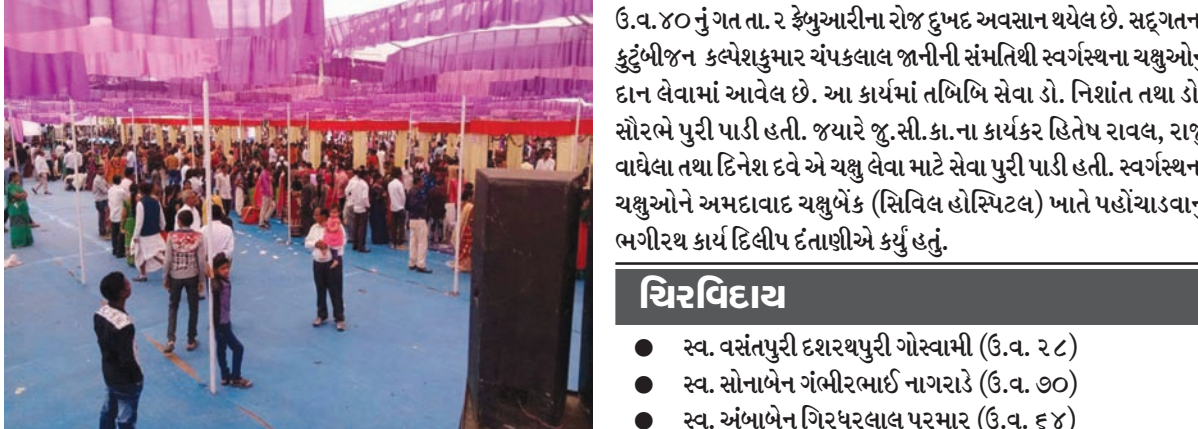 ઉ.વ.૪૦ નું ગત તા. ૨ ફેબ્રુઆરીના રોજ દુખદ અવસાન થયેલ છે. સદ્ગતન
કુટુંબીજન કલ્પેશકુમાર ચંપકલાલ જાનીની સંમતિથી સ્વર્ગસ્થના ચક્ષુઓનુ
દાન લેવામાં આવેલ છે. આ કાર્યમાં તબિબિ સેવા ડો. નિશાંત તથા ડો
સૌરભે પુરી પાડી હતી. જયારે જુ.સી.કા.ના કાર્યકર હિતેષ રાવલ, રાજુ
વાઘેલા તથા દિનેશ દવે એ ચક્ષુ લેવા માટે સેવા પુરી પાડી હતી. સ્વર્ગસ્થન
ચક્ષુઓને અમદાવાદ ચક્ષુબેંક (સિવિલ હોસ્પિટલ) ખાતે પહોંચાડવાનુ
ભગીરથ કાર્ય દિલીપ દંતાણીએ કર્યું હતું.
ચિરવિદાય
● સ્વ. વસંતપુરી દશરથપુરી ગોસ્વામી (ઉ.વ. ૨૮)
● સ્વ. સોનાબેન ગંભીરભાઈ નાગરાડે (ઉ.વ. ૭૦)
● સ્વ. અંબાબેન ગિરધરલાલ પરમાર (ઉ.વ. ૬૪)